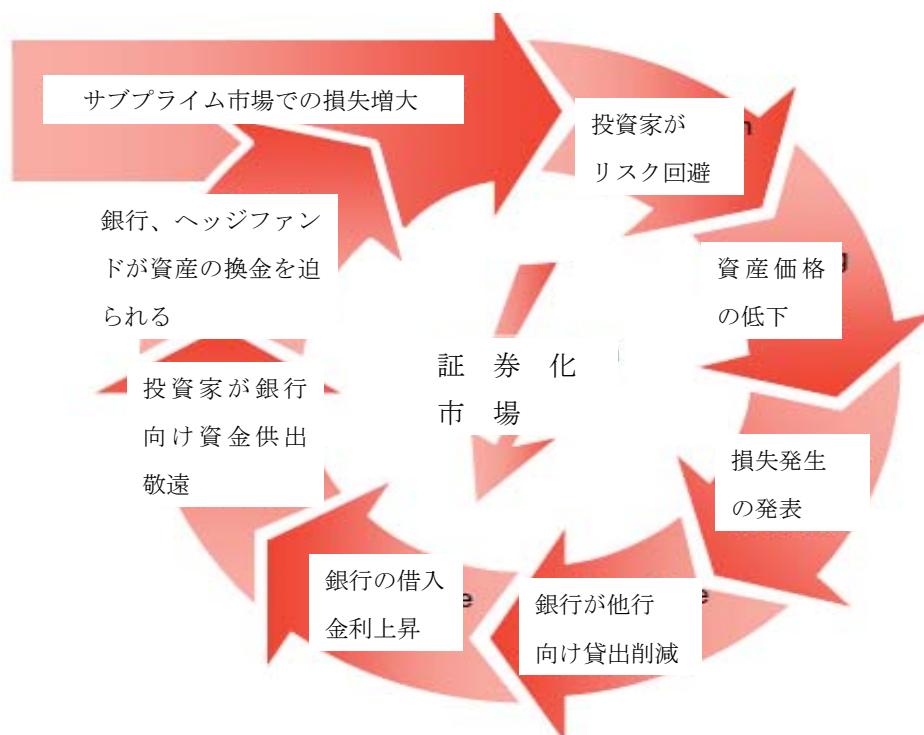 サブプライム市場での損失増大
投資家が
リスク回避
n
資産価格
の低下
g
損失発生
の発表
銀行が他行
向け貸出削減
e
銀行の借入
金利上昇
e
投資家が銀行
向け資金供出
敬遠
銀行、ヘッジファン
ドが資産の換金を迫
られる
証券化
市場